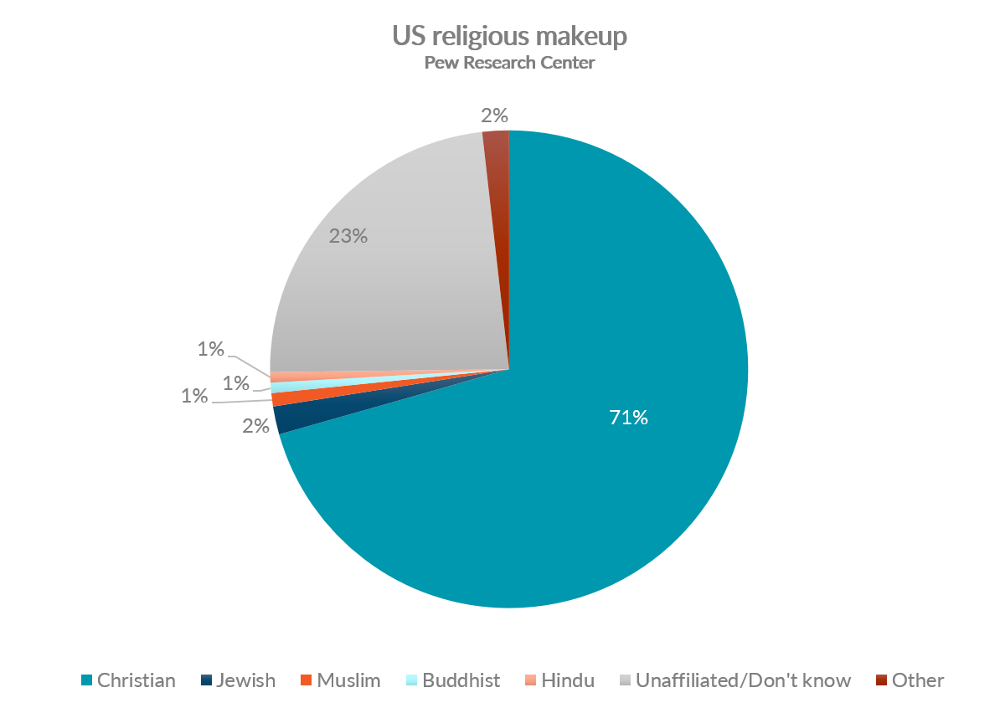 US religious makeup
Pew Research Center
2%
23%
1%
1%
1%
2%
71%
Christian Jewish Muslim Buddhist Hindu Unaffiliated/Don't know Other